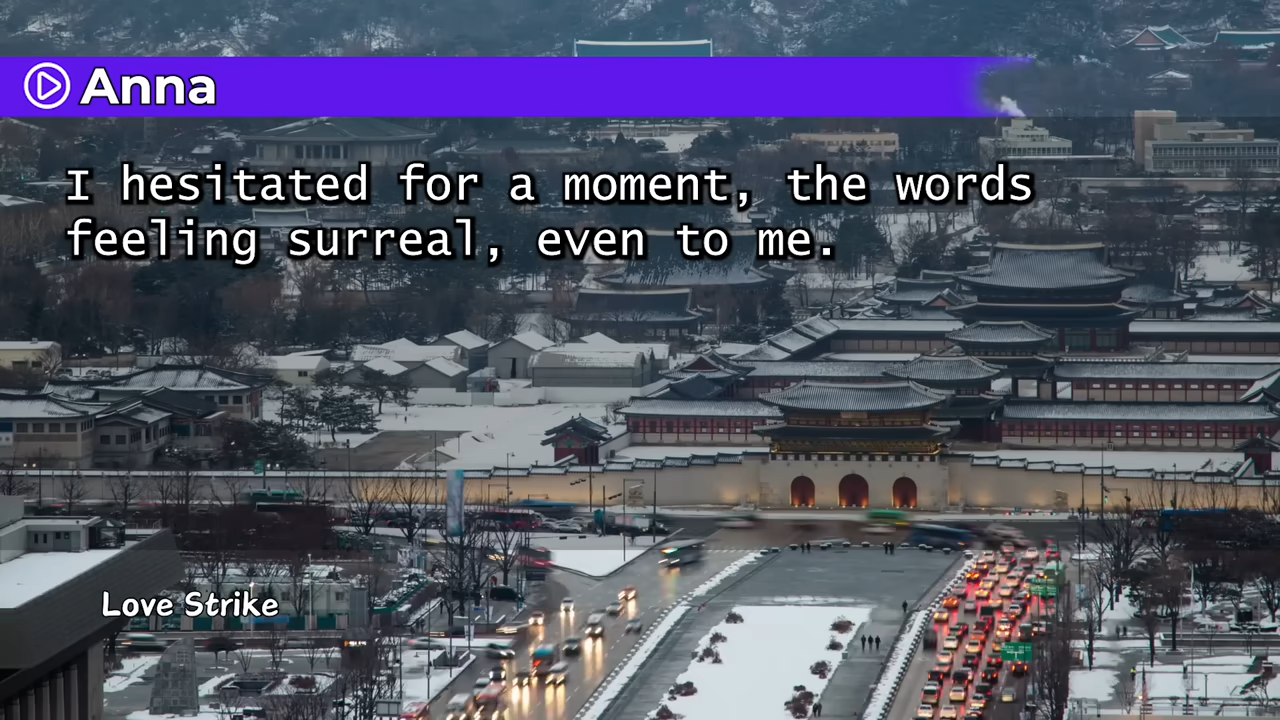 Anna
I hesitated for a moment, the words
feeling surreal, even to me.
Love Strike